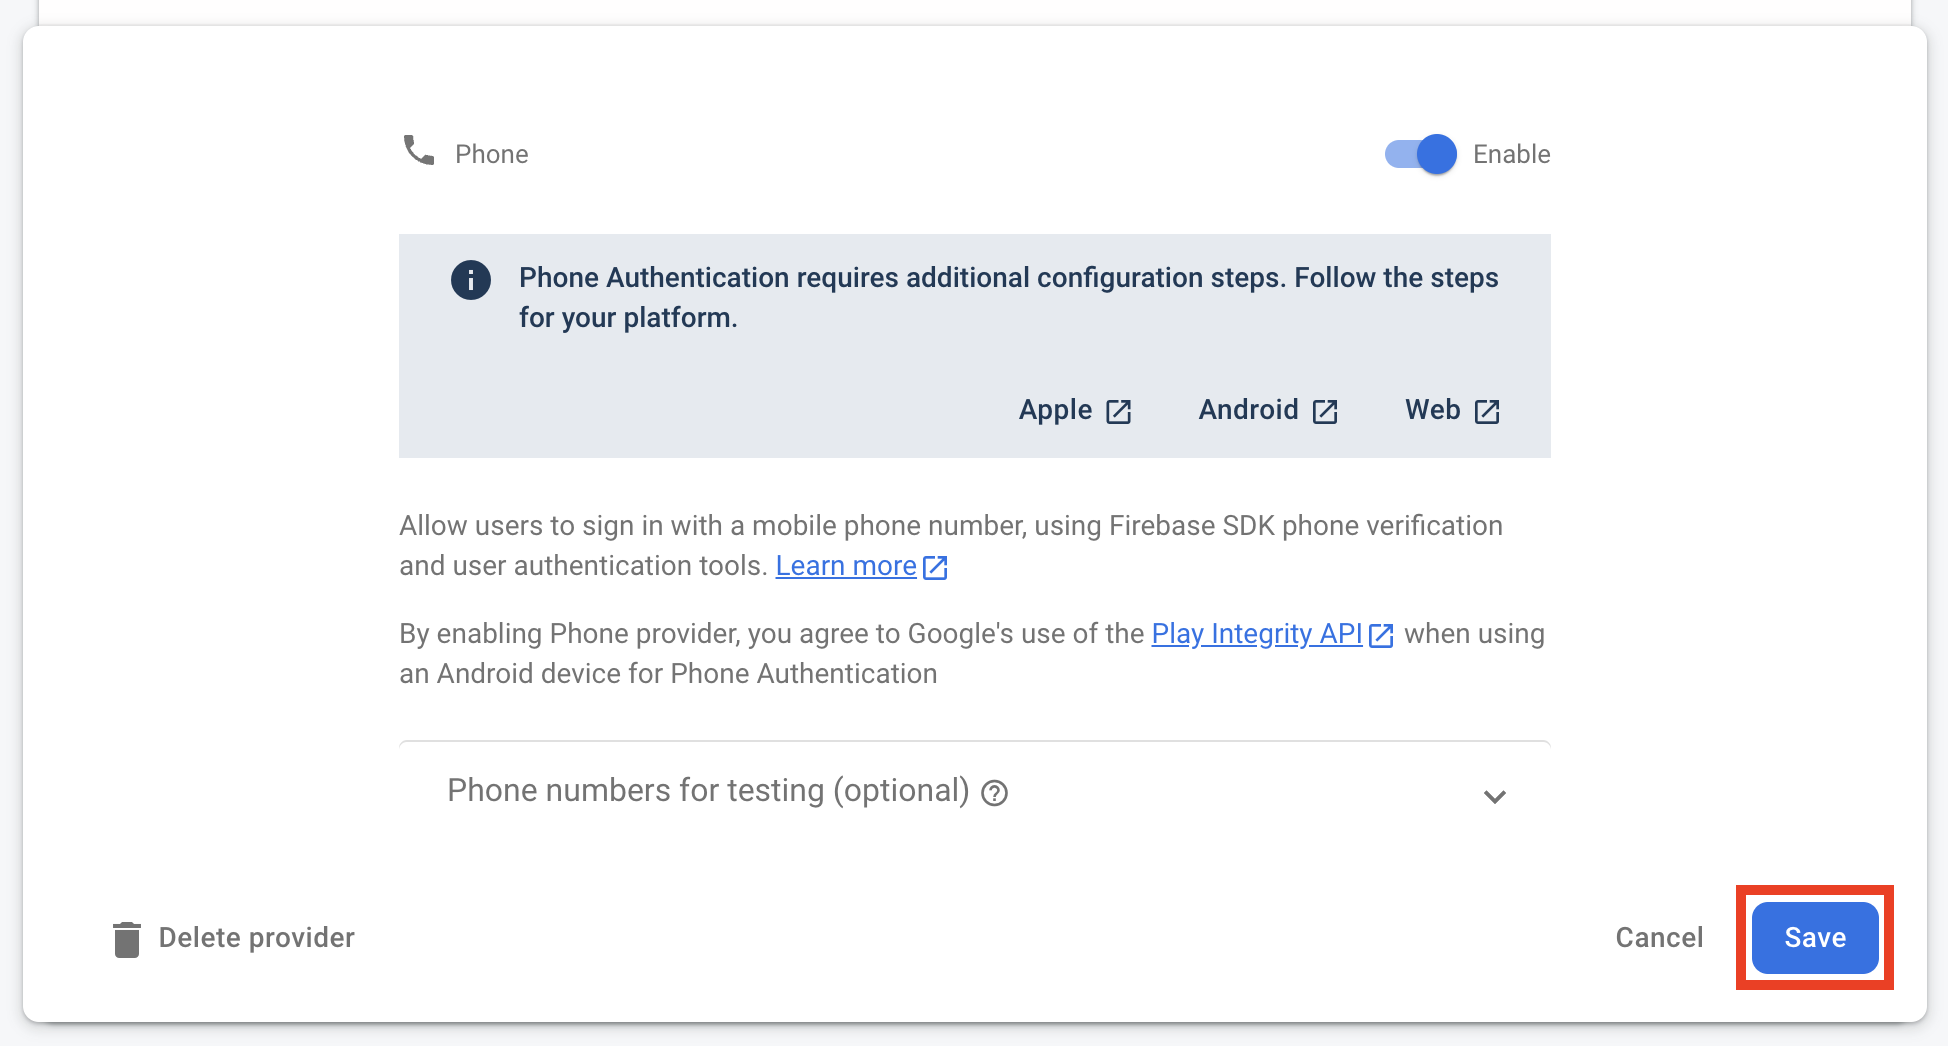 Phone
Enable
Phone Authentication requires additional configuration steps. Follow the steps
for your platform.
Apple
Android
Web
Allow users to sign in with a mobile phone number, using Firebase SDK phone verification
and user authentication tools. Learn more
By enabling Phone provider, you agree to Google's use of the Play Integrity API when using
an Android device for Phone Authentication
Phone numbers for testing (optional)
Delete provider
Cancel
Save